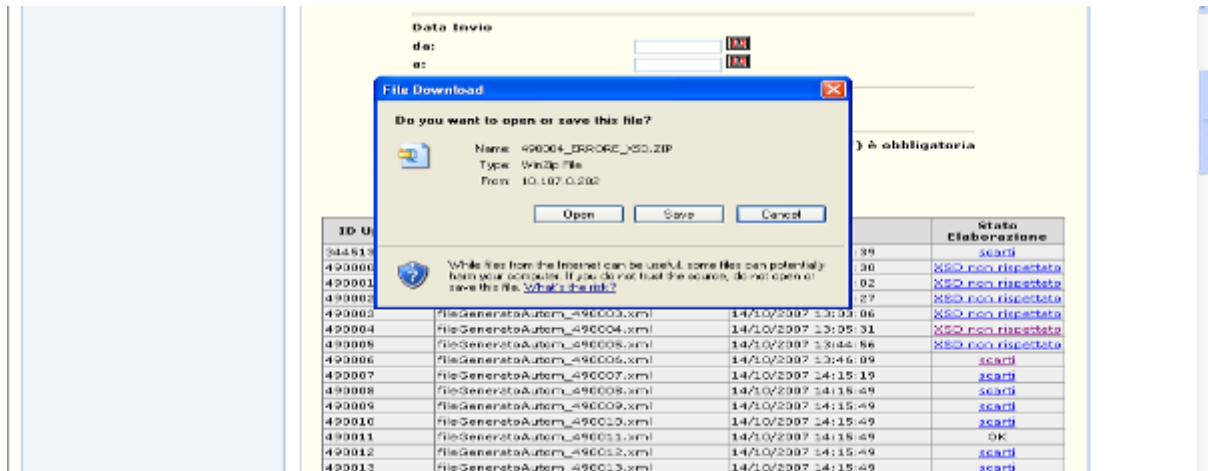 Data Invio
da:
a:
File Download
Do you want to open or save this file?
Name: 490004_ERRORE_XSD.ZIP
Type: WinZip File
From: 10.107.0.202
Open Save Cancel
While files from the Internet can be useful, some files can potentially
harm your computer. If you do not trust the source, do not open or
save this file. What's the risk?
) è obbligatoria
ID Stato
Elaborazione
344513 :39 scarti
490000 :30 XSD non rispettato
490001 :02 XSD non rispettato
490002 :27 XSD non rispettato
490003 fileGeneratoAutom_490003.xml 14/10/2007 13:03:06 XSD non rispettato
490004 fileGeneratoAutom_490004.xml 14/10/2007 13:05:31 XSD non rispettato
490005 fileGeneratoAutom_490005.xml 14/10/2007 13:44:56 XSD non rispettato
490006 fileGeneratoAutom_490006.xml 14/10/2007 13:46:09 scarti
490007 fileGeneratoAutom_490007.xml 14/10/2007 14:15:19 scarti
490008 fileGeneratoAutom_490008.xml 14/10/2007 14:15:49 scarti
490009 fileGeneratoAutom_490009.xml 14/10/2007 14:15:49 scarti
490010 fileGeneratoAutom_490010.xml 14/10/2007 14:15:49 scarti
490011 fileGeneratoAutom_490011.xml 14/10/2007 14:15:49 OK
490012 fileGeneratoAutom_490012.xml 14/10/2007 14:15:49 scarti
490013 fileGeneratoAutom_490013.xml 14/10/2007 14:15:49 scarti